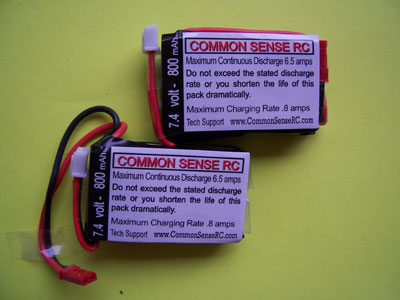 COMMON SENSE RC
Maximum Continuous Discharge 6.5 amps
Do not exceed the stated discharge
rate or you shorten the life of this
pack dramatically.
Maximum Charging Rate .8 amps
Tech Support www.CommonSenseRC.com
7.4 volt - 800 mAh
COMMON SENSE RC
Maximum Continuous Discharge 6.5 amps
Do not exceed the stated discharge
rate or you shorten the life of this
pack dramatically.
Maximum Charging Rate .8 amps
Tech Support www.CommonSenseRC.com
7.4 volt - 800 mAh